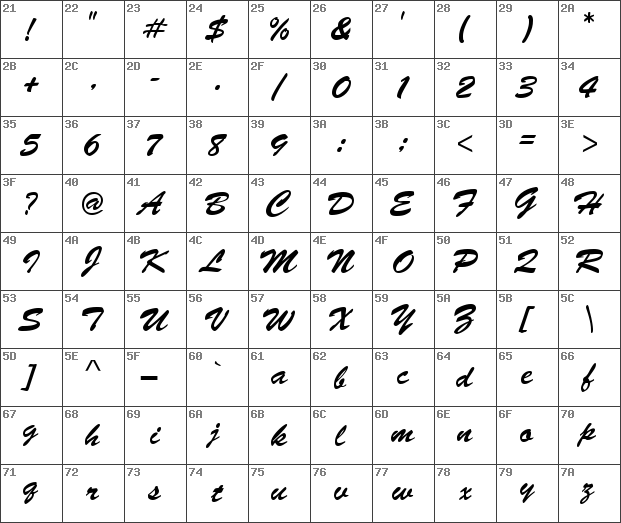 21 22 23 24 25 26 27 28 29 2A
! " # $ % & ' ( ) *
2B 2C 2D 2E 2F 30 31 32 33 34
+ , - . / 0 1 2 3 4
35 36 37 38 39 3A 3B 3C 3D 3E
5 6 7 8 9 : ; < = >
3F 40 41 42 43 44 45 46 47 48
? @ A B C D E F G H
49 4A 4B 4C 4D 4E 4F 50 51 52
I J K L M N O P Q R
53 54 55 56 57 58 59 5A 5B 5C
S T U V W X Y Z [ \
5D 5E 5F 60 61 62 63 64 65 66
] ^ _ ` a b c d e f
67 68 69 6A 6B 6C 6D 6E 6F 70
g h i j k l m n o p
71 72 73 74 75 76 77 78 79 7A
q r s t u v w x y z